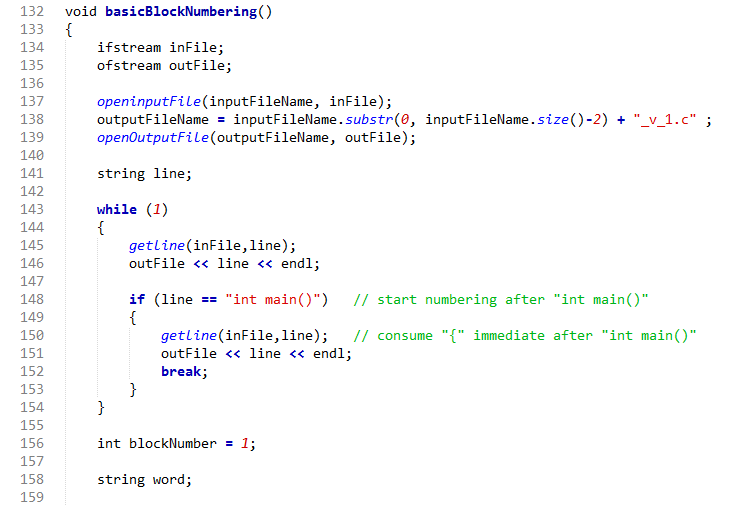 132 void basicBlockNumbering()
133 {
134 ifstream inFile;
135 ofstream outFile;
136
137 openinputFile(inputFileName, inFile);
138 outputFileName = inputFileName.substr(0, inputFileName.size()-2) + "_v_1.c" ;
139 openOutputFile(outputFileName, outFile);
140
141 string line;
142
143 while (1)
144 {
145 getline(inFile,line);
146 outFile << line << endl;
147
148 if (line == "int main()") // start numbering after "int main()"
149 {
150 getline(inFile,line); // consume "{" immediate after "int main()"
151 outFile << line << endl;
152 break;
153 }
154 }
155
156 int blockNumber = 1;
157
158 string word;
159